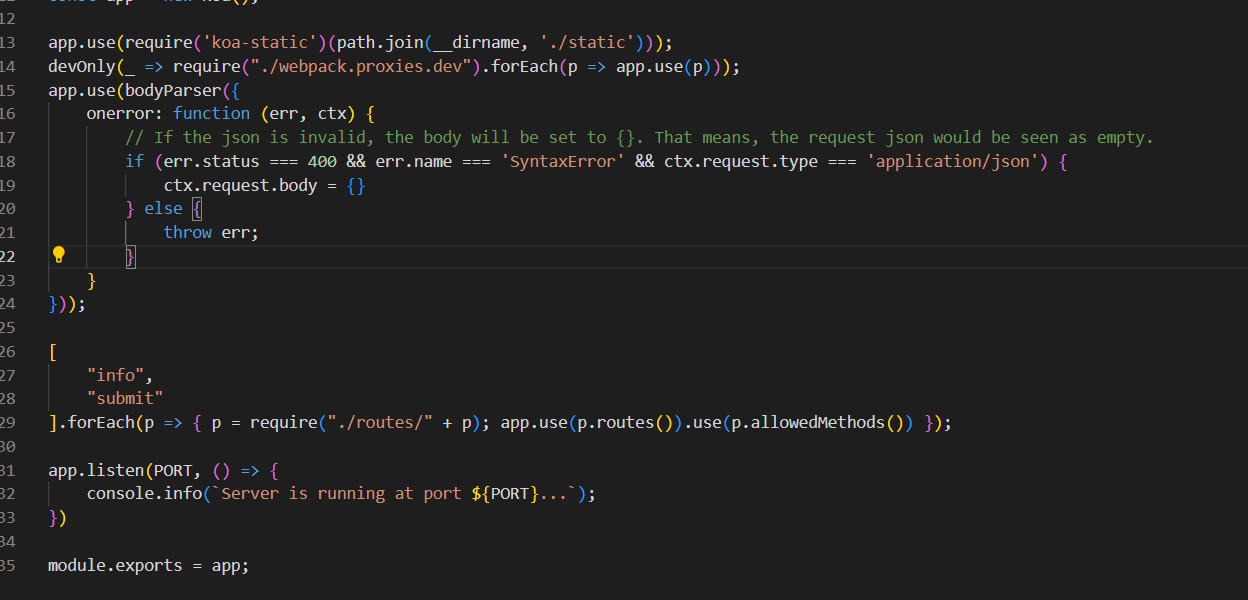 12
13 app.use(require('koa-static')(path.join(__dirname, './static')));
14 devOnly(_ => require("./webpack.proxies.dev").forEach(p => app.use(p)));
15 app.use(bodyParser({
16     onerror: function (err, ctx) {
17         // If the json is invalid, the body will be set to {}. That means, the request json would be seen as empty.
18         if (err.status === 400 && err.name === 'SyntaxError' && ctx.request.type === 'application/json') {
19             ctx.request.body = {}
20         } else {
21             throw err;
22         }
23     }
24 }));
25
26 [
27     "info",
28     "submit"
29 ].forEach(p => { p = require("./routes/" + p); app.use(p.routes()).use(p.allowedMethods()) });
30
31 app.listen(PORT, () => {
32     console.info(`Server is running at port ${PORT}...`);
33 })
34
35 module.exports = app;